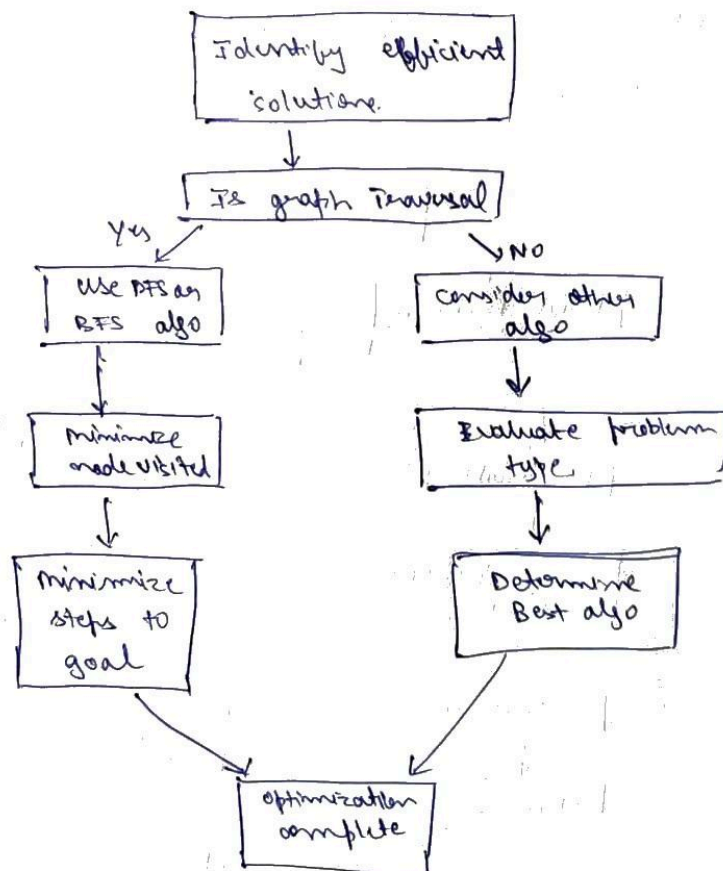 Identify efficient
solutions.
Is graph Traversal
Yes
NO
Use DFS or
BFS algo
consider other
algo
minimize
node visited
Evaluate problem
type
minimize
steps to
goal
Determine
Best algo
optimization
complete